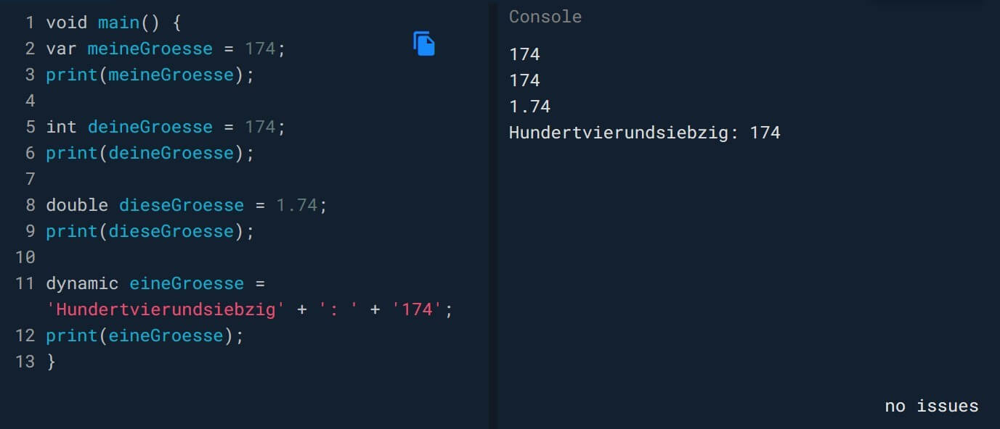 1 void main() {
2 var meineGroesse = 174;
3 print(meineGroesse);
4
5 int deineGroesse = 174;
6 print(deineGroesse);
7
8 double dieseGroesse = 1.74;
9 print(dieseGroesse);
10
11 dynamic eineGroesse =
'Hundertvierundsiebzig' + ': ' + '174';
12 print(eineGroesse);
13 }
Console
174
174
1.74
Hundertvierundsiebzig: 174
no issues